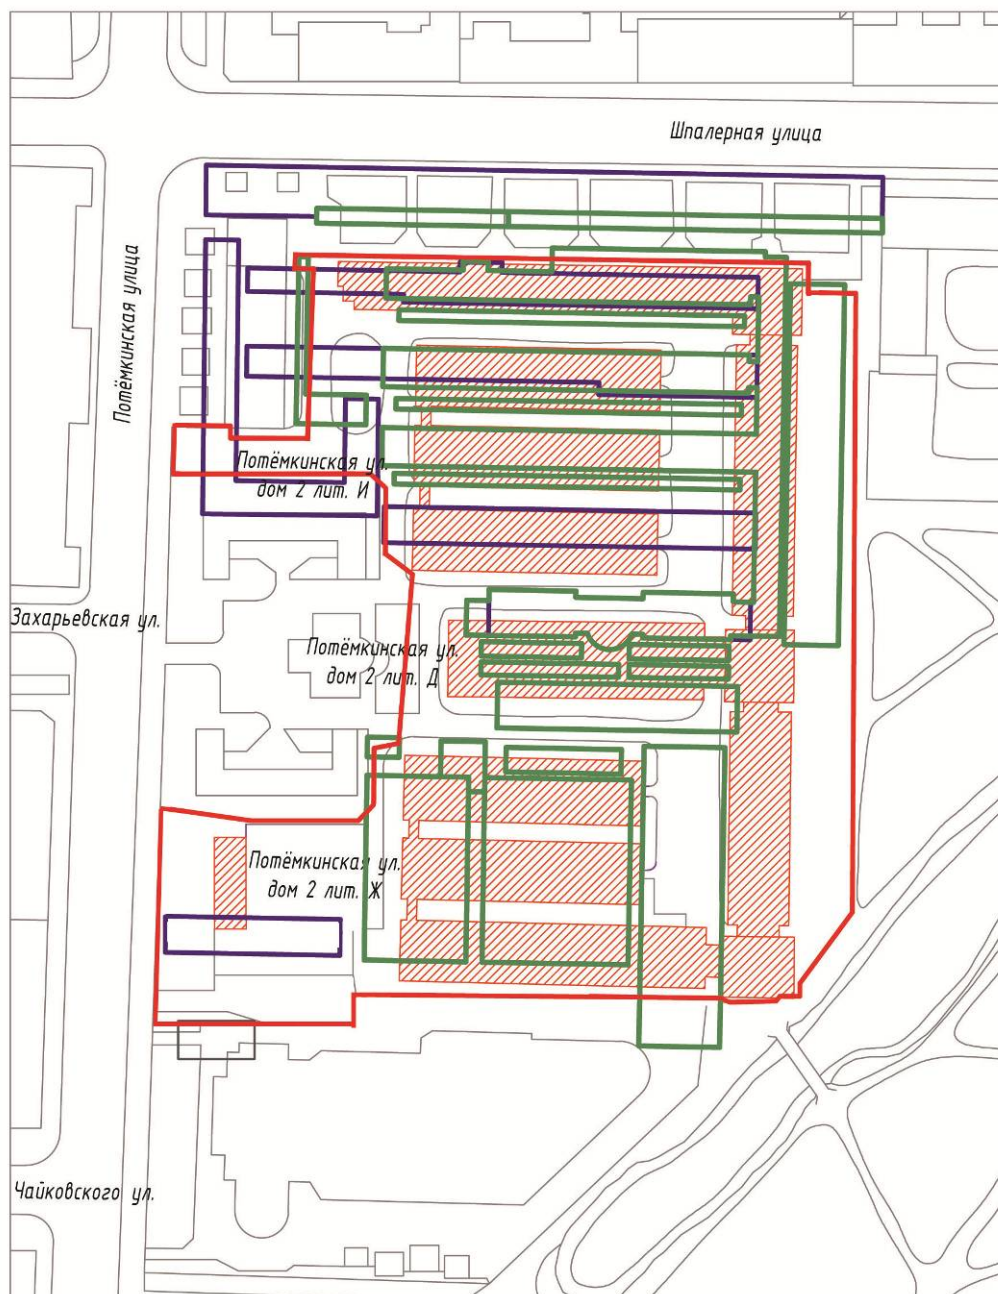 Шпалерная улица
Потёмкинская улица
Потёмкинская ул.
дом 2 лит. И
Захарьевская ул.
Потёмкинская ул.
дом 2 лит. Д
Потёмкинская ул.
дом 2 лит. Ж
Чайковского ул.